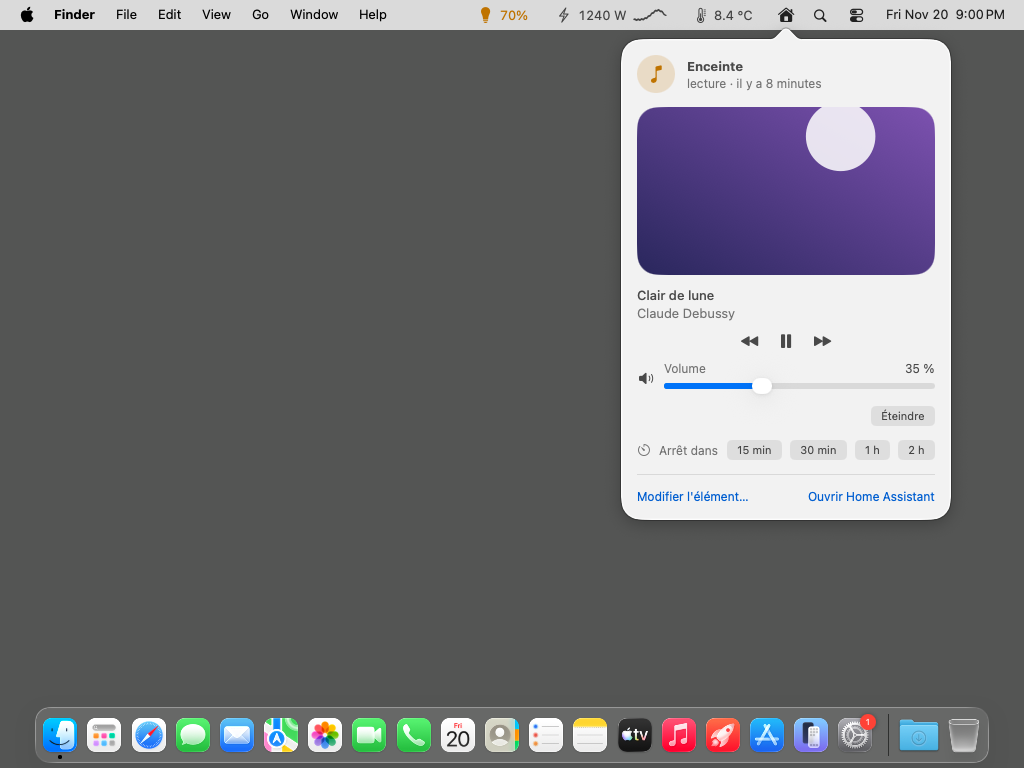 Finder File Edit View Go Window Help 70% 1240 W 8.4 °C Fri Nov 20 9:00 PM
Enceinte
lecture · il y a 8 minutes
Clair de lune
Claude Debussy
Volume 35 %
Éteindre
Arrêt dans 15 min 30 min 1 h 2 h
Modifier l'élément... Ouvrir Home Assistant
Fri
20
tv
1